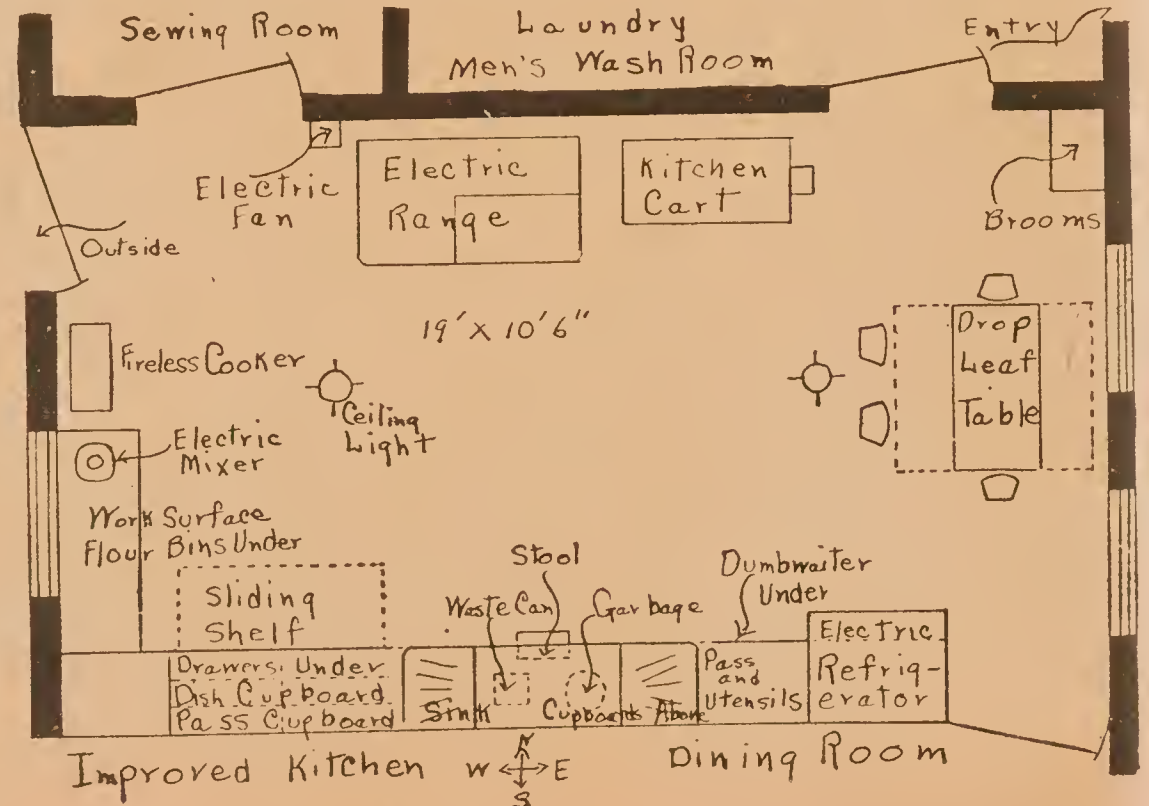 Sewing Room
Laundry
Men's Wash Room
Entry
Electric
Fan
Electric
Range
Kitchen
Cart
Brooms
Outside
19' X 10' 6"
Fireless Cooker
Ceiling
Light
Drop
Leaf
Table
Electric
Mixer
Work Surface
Flour Bins Under
Sliding
Shelf
Stool
Waste Can
Garbage
Dumbwaiter
Under
Drawers Under
Dish Cupboard
Pass Cupboard
Sink
Cupboards Above
Pass
and
Utensils
Electric
Refrig-
erator
Improved Kitchen
N
W E
S
Dining Room